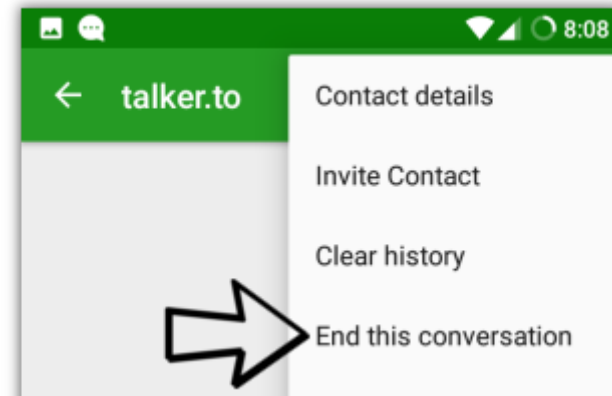 8:08
talker.to
Contact details
Invite Contact
Clear history
End this conversation